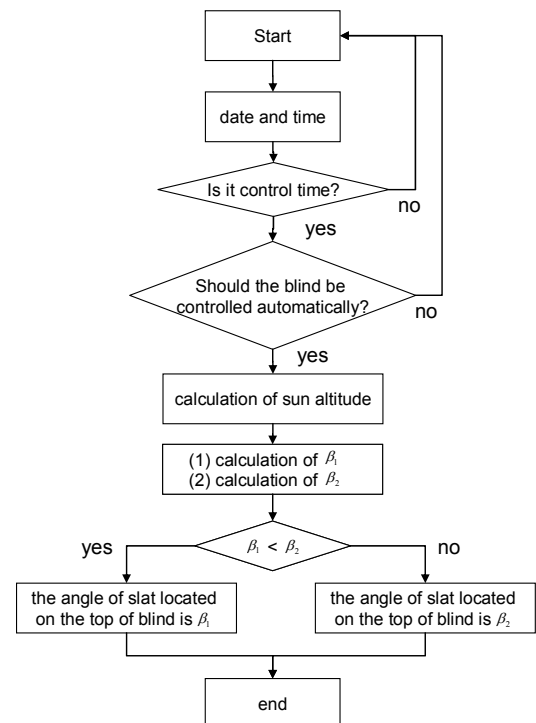 Start
date and time
Is it control time?
no
yes
Should the blind be
controlled automatically?
no
yes
calculation of sun altitude
(1) calculation of β₁
(2) calculation of β₂
yes
β₁ < β₂
no
the angle of slat located
on the top of blind is β₁
the angle of slat located
on the top of blind is β₂
end